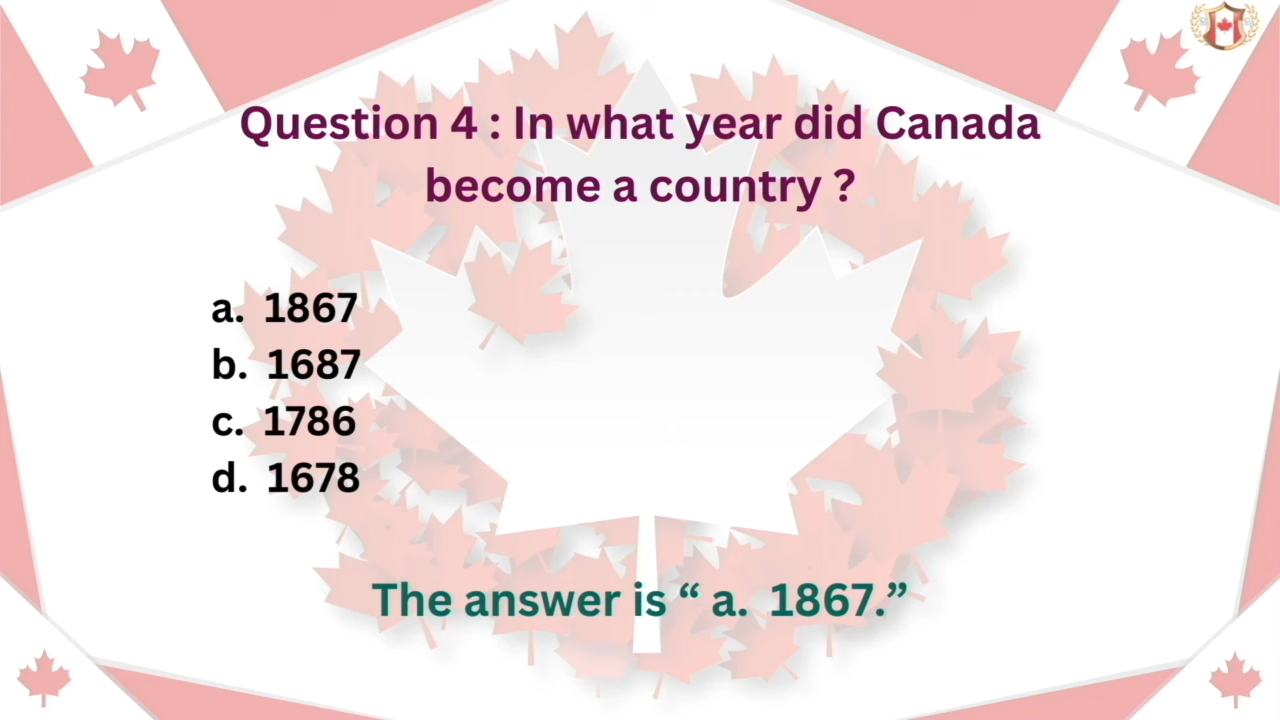 Question 4 : In what year did Canada
become a country ?
a. 1867
b. 1687
c. 1786
d. 1678
The answer is “ a. 1867.”